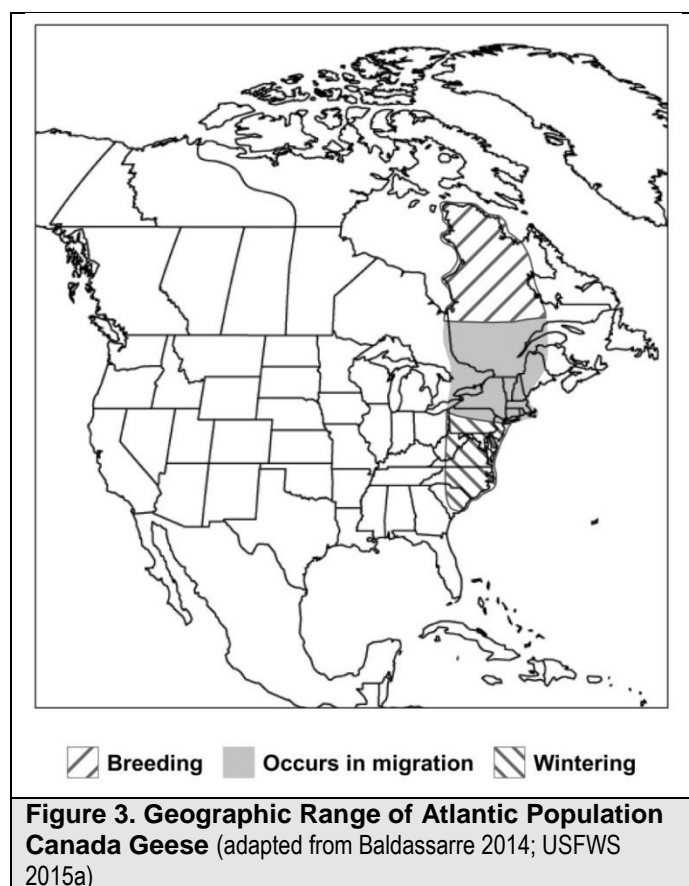 Breeding Occurs in migration Wintering
Figure 3. Geographic Range of Atlantic Population
Canada Geese (adapted from Baldassarre 2014; USFWS
2015a)